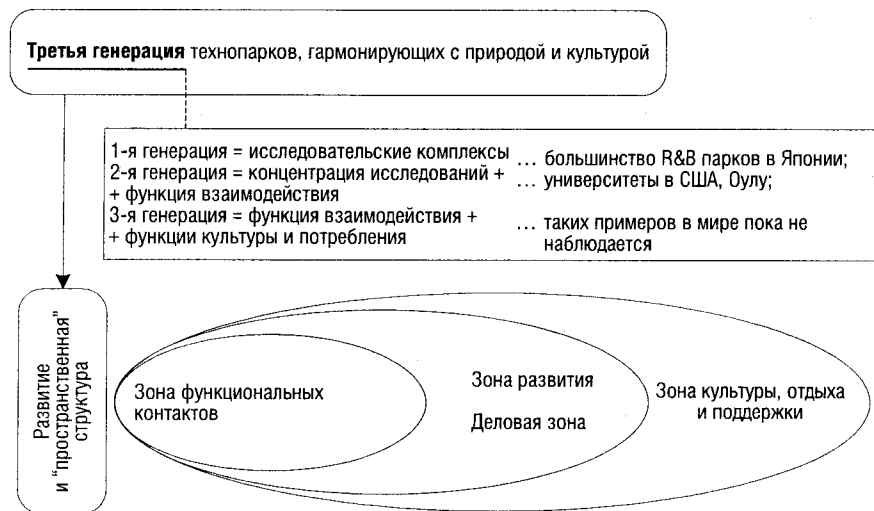 Третья генерация технопарков, гармонирующих с природой и культурой
1-я генерация = исследовательские комплексы
2-я генерация = концентрация исследований +
+ функция взаимодействия
3-я генерация = функция взаимодействия +
+ функции культуры и потребления
... большинство R&B парков в Японии;
... университеты в США, Оулу;
... таких примеров в мире пока не
наблюдается
Развитие
и "пространственная"
структура
Зона функциональных
контактов
Зона развития
Деловая зона
Зона культуры, отдыха
и поддержки